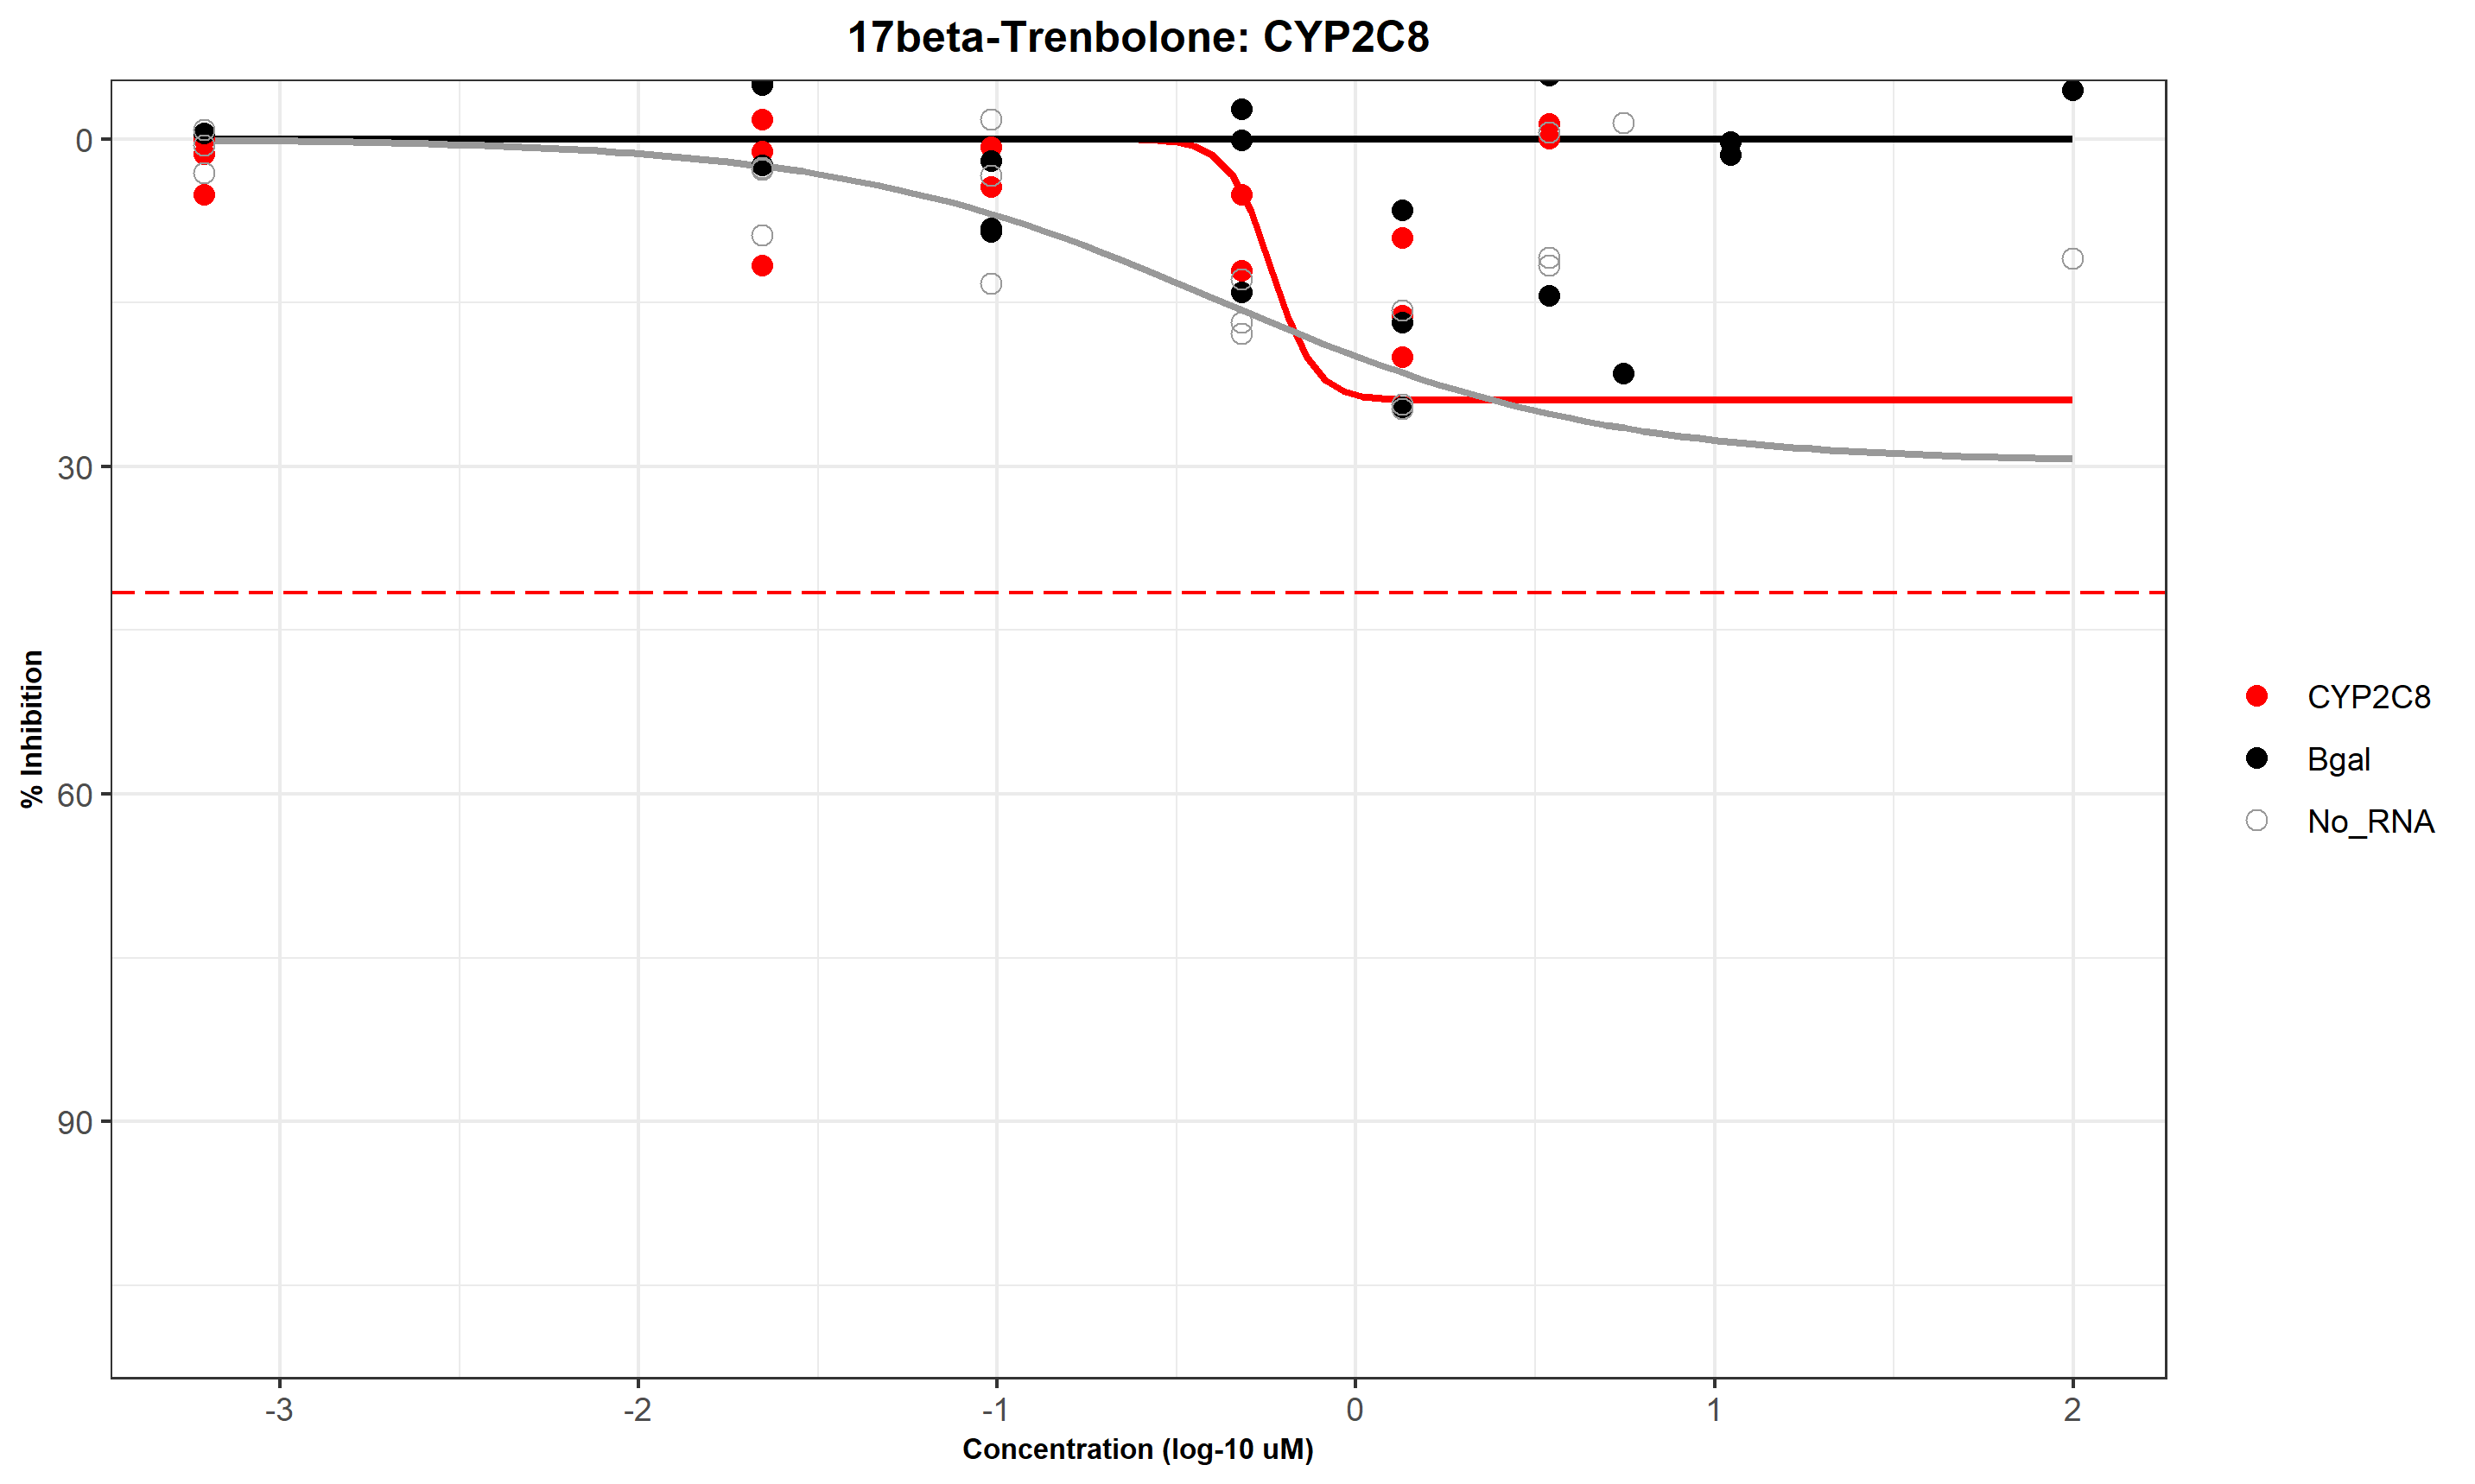 17beta-Trenbolone: CYP2C8
0
30
60
90
% Inhibition
-3
-2
-1
0
1
2
Concentration (log-10 uM)
CYP2C8
Bgal
No_RNA